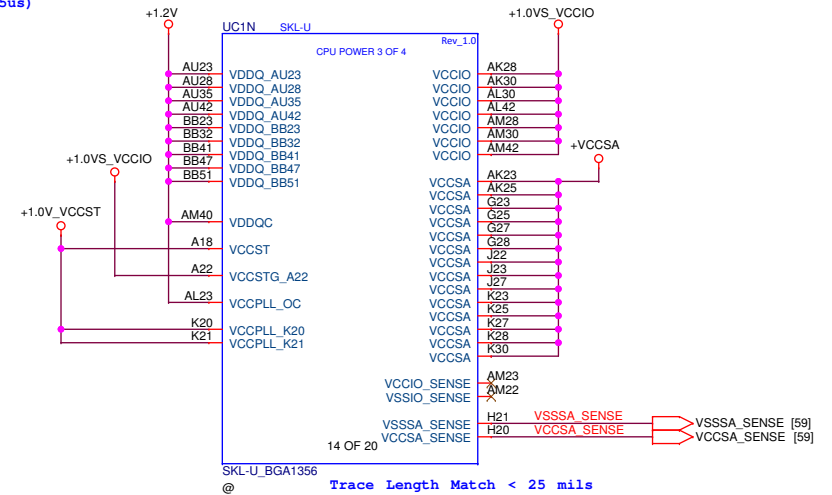 5us)
+1.2V
+1.0VS_VCCIO
UC1N SKL-U
Rev_1.0
CPU POWER 3 OF 4
AU23 VDDQ_AU23
AU28 VDDQ_AU28
AU35 VDDQ_AU35
AU42 VDDQ_AU42
BB23 VDDQ_BB23
BB32 VDDQ_BB32
BB41 VDDQ_BB41
BB47 VDDQ_BB47
BB51 VDDQ_BB51
+1.0VS_VCCIO
+1.0V_VCCST
AM40 VDDQC
A18 VCCST
A22 VCCSTG_A22
AL23 VCCPLL_OC
K20 VCCPLL_K20
K21 VCCPLL_K21
VCCIO AK28
VCCIO AK30
VCCIO AL30
VCCIO AL42
VCCIO AM28
VCCIO AM30
VCCIO AM42
+VCCSA
VCCSA AK23
VCCSA AK25
VCCSA G23
VCCSA G25
VCCSA G27
VCCSA G28
VCCSA J22
VCCSA J23
VCCSA J27
VCCSA K23
VCCSA K25
VCCSA K27
VCCSA K28
VCCSA K30
VCCIO_SENSE AM23
VSSIO_SENSE AM22
VSSSA_SENSE H21 VSSSA_SENSE VSSSA_SENSE [59]
VCCSA_SENSE H20 VCCSA_SENSE VCCSA_SENSE [59]
14 OF 20
SKL-U_BGA1356
@
Trace Length Match < 25 mils